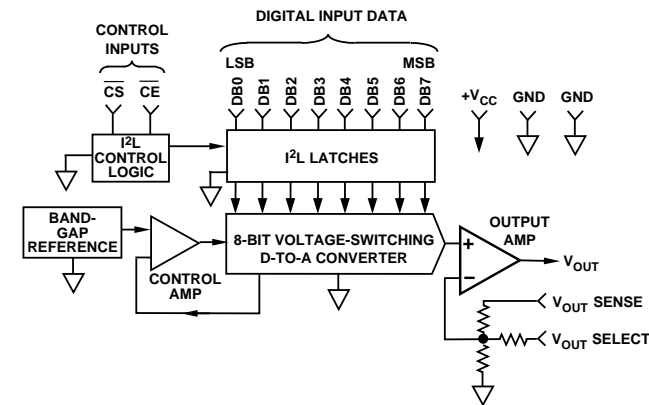 DIGITAL INPUT DATA
CONTROL
INPUTS
CS CE
LSB MSB
DB0 DB1 DB2 DB3 DB4 DB5 DB6 DB7
+VCC GND GND
I2L
CONTROL
LOGIC
I2L LATCHES
BAND-
GAP
REFERENCE
CONTROL
AMP
8-BIT VOLTAGE-SWITCHING
D-TO-A CONVERTER
OUTPUT
AMP
+
–
VOUT
VOUT SENSE
VOUT SELECT